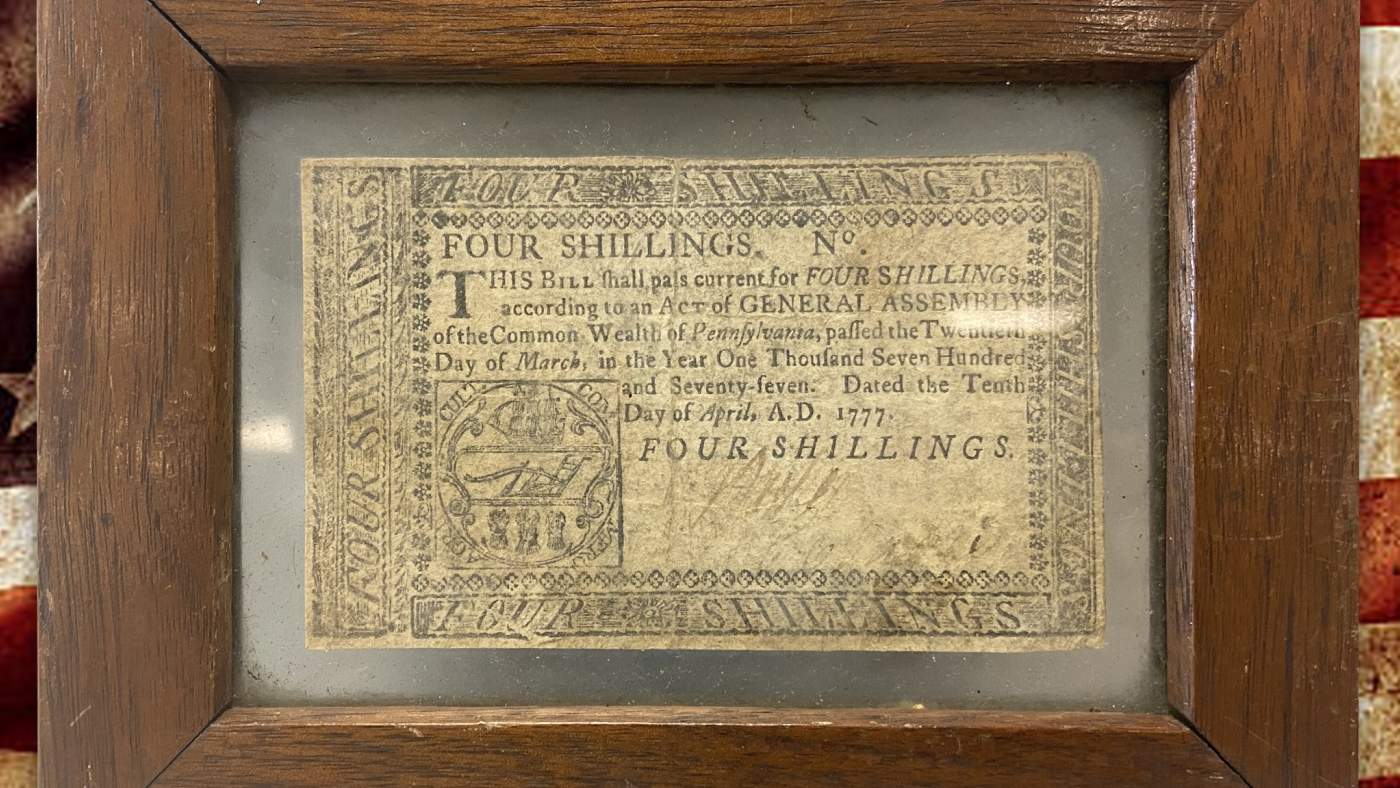 FOUR SHILLINGS
FOUR SHILLINGS. Nº.
THIS BILL ſhall paſs current for FOUR SHILLINGS,
according to an ACT of GENERAL ASSEMBLY
of the Common Wealth of Pennſylvania, paſſed the Twentieth
Day of March, in the Year One Thouſand Seven Hundred
and Seventy-ſeven. Dated the Tenth
Day of April, A.D. 1777.
FOUR SHILLINGS.
FOUR SHILLINGS
FOUR SHILLINGS
FOUR SHILLINGS